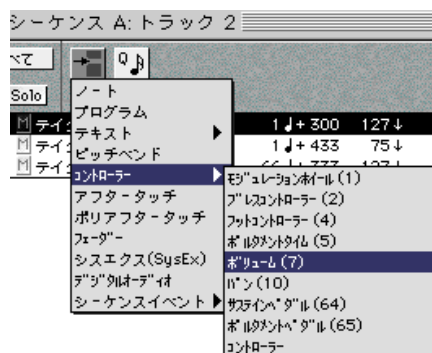 シーケンス A: トラック 2
べて
Solo
M テイ
1♩+ 300 127↓
M テイ
1♩+ 433 75↓
M テイ
ノート
プログラム
テキスト
ピッチベンド
コントローラー
アフタータッチ
ポリアフタータッチ
フェーダー
システエクス(SysEx)
デジタルオーディオ
シーケンスイベント
モジュレーションホイール(1)
ブレスコントローラー(2)
フットコントローラー(4)
ポルタメントタイム(5)
ボリューム(7)
パン(10)
サステインペダル(64)
ポルタメントペダル(65)
コントローラー